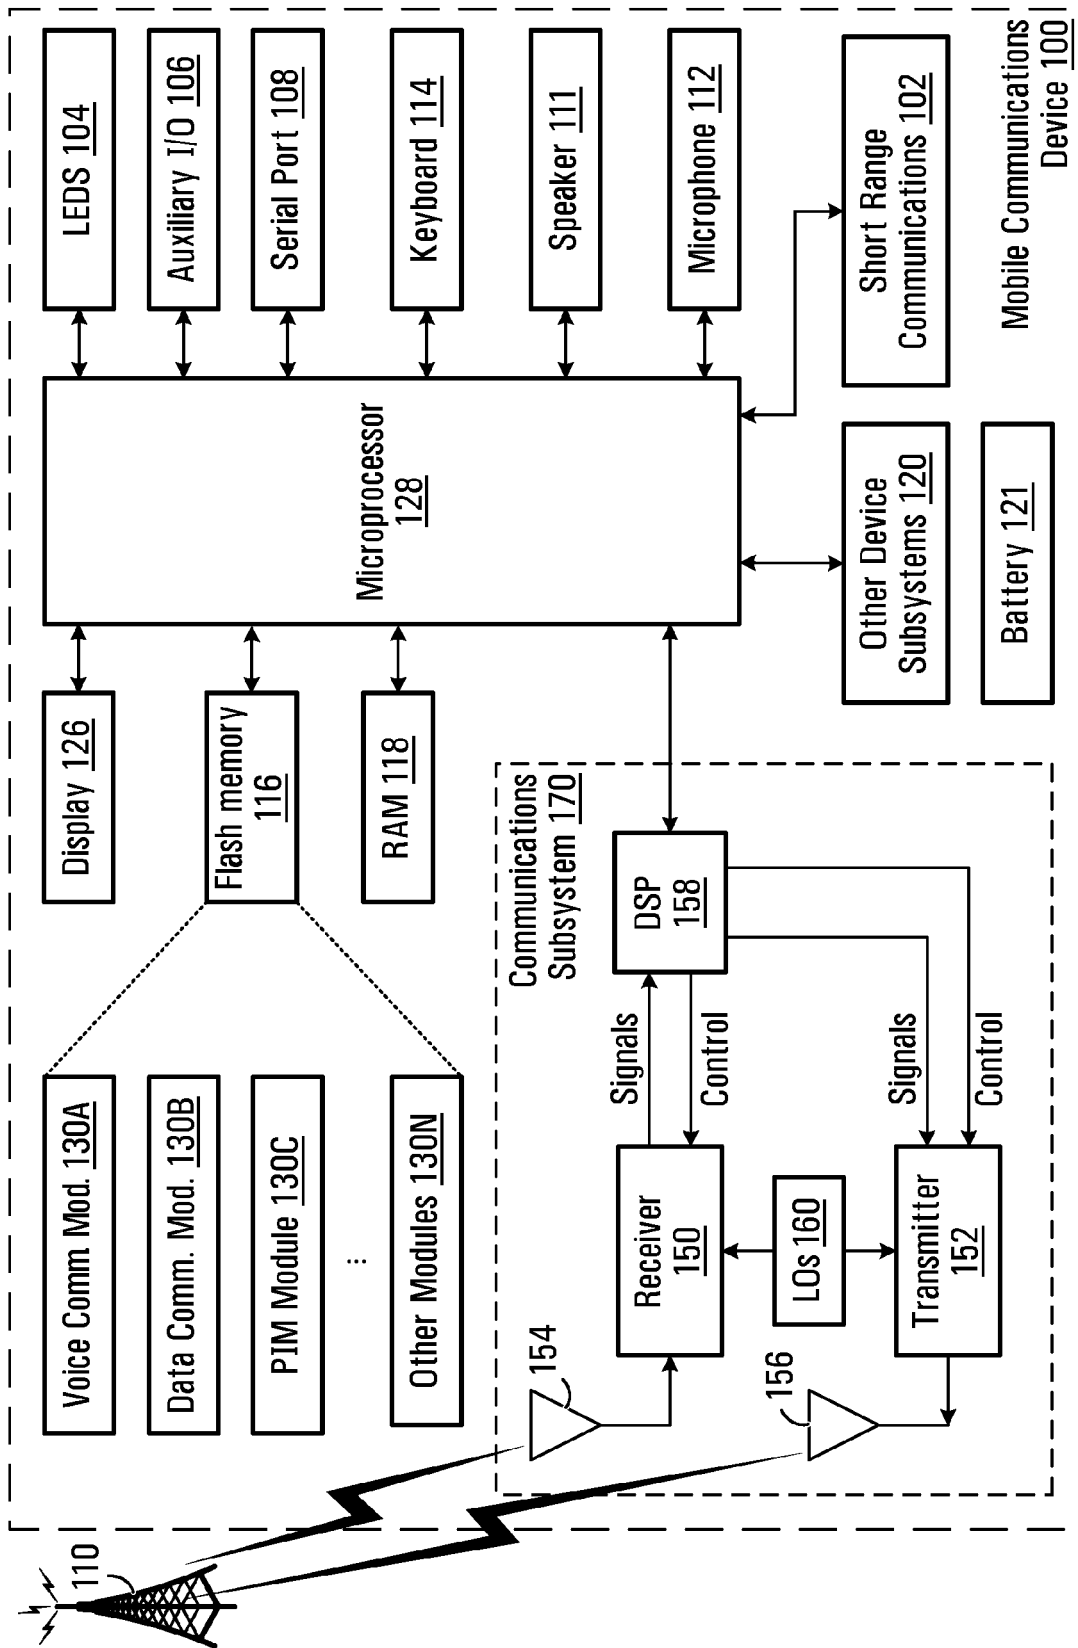 110
Voice Comm Mod. 130A
Data Comm. Mod. 130B
PIM Module 130C
...
Other Modules 130N
Display 126
Flash memory
116
RAM 118
Microprocessor
128
LEDS 104
Auxiliary I/O 106
Serial Port 108
Keyboard 114
Speaker 111
Microphone 112
Communications
Subsystem 170
154
Receiver
150
Signals
Control
DSP
158
LOs 160
156
Transmitter
152
Signals
Control
Other Device
Subsystems 120
Short Range
Communications 102
Battery 121
Mobile Communications
Device 100